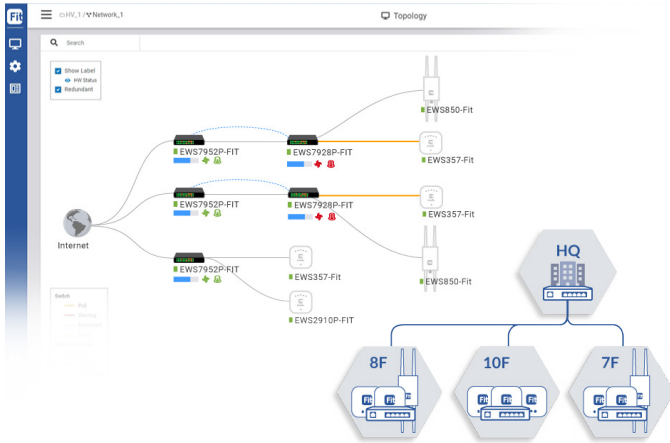 Fit
HV_1 / Network_1
Topology
Search
Show Label
HW Status
Redundant
EWS850-Fit
EWS7952P-FIT
EWS7928P-FIT
EWS357-Fit
EWS7952P-FIT
EWS7928P-FIT
EWS357-Fit
Internet
EWS7952P-FIT
EWS357-Fit
EWS850-Fit
EWS2910P-FIT
Switch
PoE
HQ
8F
10F
7F
Fit
Fit
Fit
Fit
Fit
Fit
Fit